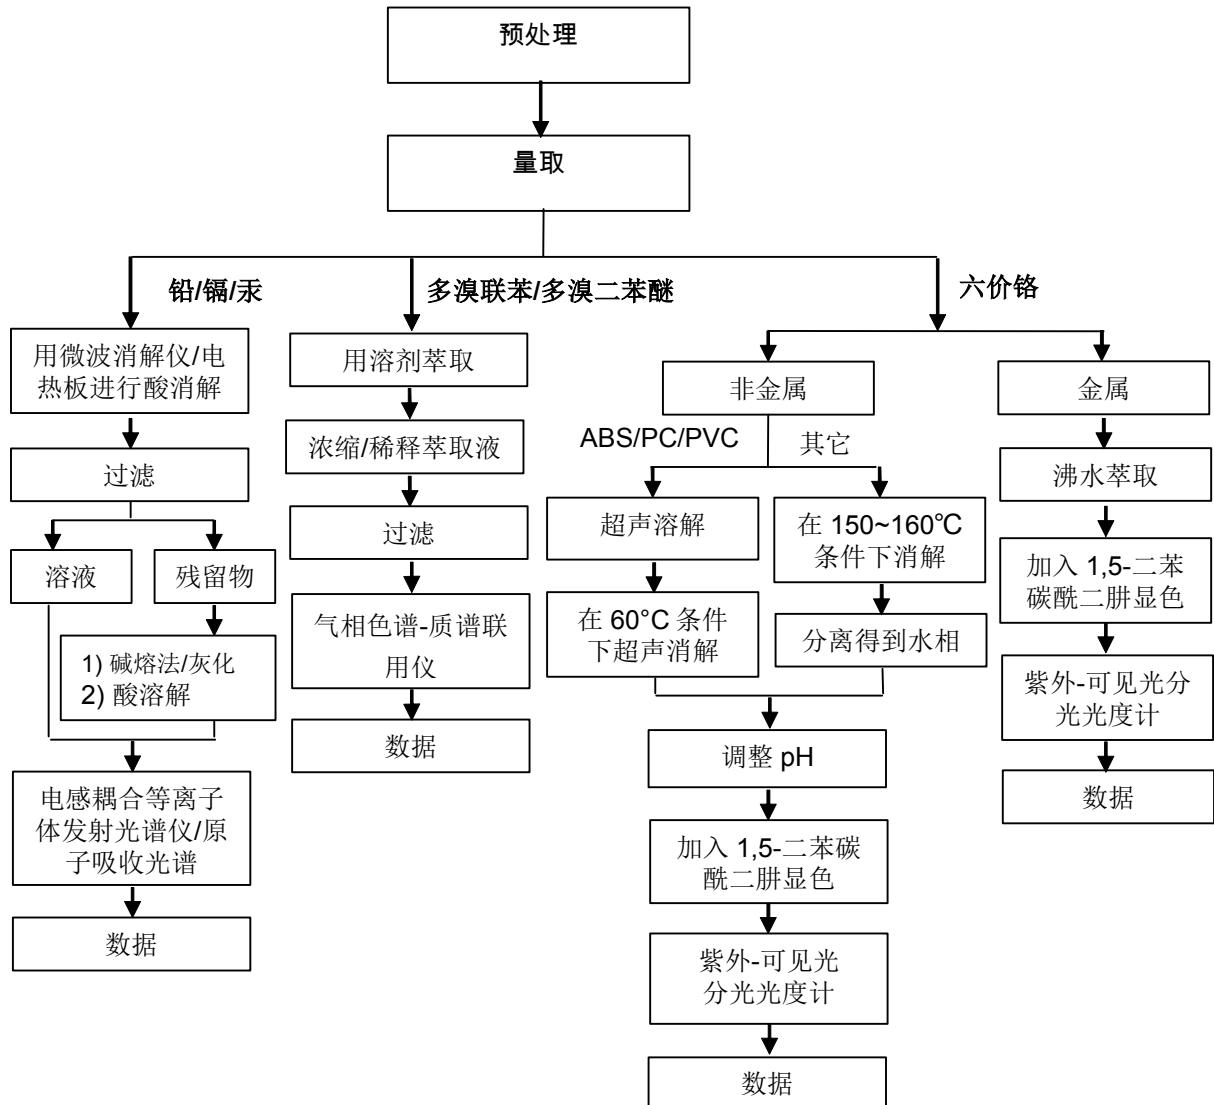 预处理
量取
铅/镉/汞
多溴联苯/多溴二苯醚
六价铬
用微波消解仪/电
热板进行酸消解
过滤
溶液
残留物
1) 碱熔法/灰化
2) 酸溶解
电感耦合等离子
体发射光谱仪/原
子吸收光谱
数据
用溶剂萃取
浓缩/稀释萃取液
过滤
气相色谱-质谱联
用仪
数据
非金属
ABS/PC/PVC
其它
超声溶解
在 60°C 条件
下超声消解
在 150~160℃
条件下消解
分离得到水相
调整 pH
加入 1,5-二苯碳
酰二肼显色
紫外-可见光
分光光度计
数据
金属
沸水萃取
加入 1,5-二苯
碳酰二肼显色
紫外-可见光分
光光度计
数据